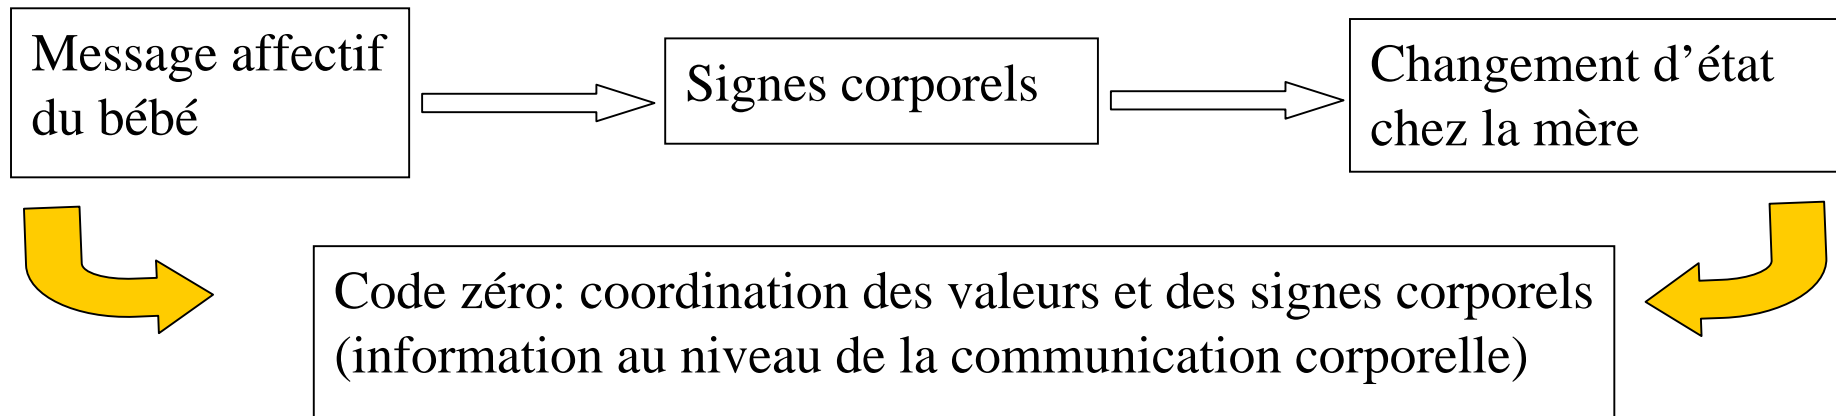 Message affectif
du bébé
Signes corporels
Changement d’état
chez la mère
Code zéro: coordination des valeurs et des signes corporels
(information au niveau de la communication corporelle)